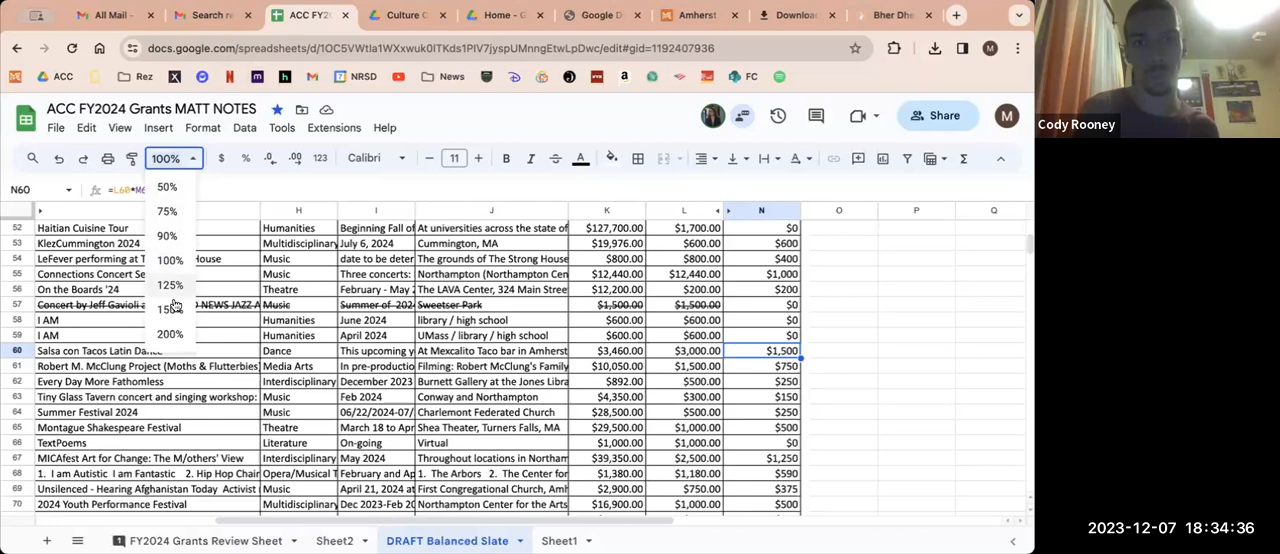 All Mail -
Search re
ACC FY2
Culture C
Home - G
Google D
Amherst
Downloa
Bher Dhe
docs.google.com/spreadsheets/d/1OC5VWtla1WXxwuk0lTKds1PlV7jyspUMnngEtwLpDwc/edit#gid=1192407936
ACC
Rez
NRSD
News
FC
ACC FY2024 Grants MATT NOTES
File Edit View Insert Format Data Tools Extensions Help
Share
M
100% $ % .0 .00 123 Calibri 11 B I A
N60 fx =L60*M6
50%
75%
90%
100%
125%
150%
200%
H I J K L N O P Q
52 Haitian Cuisine Tour Humanities Beginning Fall of At universities across the state of $127,700.00 $1,700.00 $0
53 KlezCummington 2024 Multidisciplinary July 6, 2024 Cummington, MA $19,976.00 $600.00 $600
54 LeFever performing at T House Music date to be deter The grounds of The Strong House $800.00 $800.00 $400
55 Connections Concert Se Music Three concerts: Northampton (Northampton Cen $12,440.00 $12,440.00 $1,000
56 On the Boards '24 Theatre February - May 2 The LAVA Center, 324 Main Street $12,200.00 $200.00 $200
57 Concert by Jeff Gavioli a NEWS JAZZ A Music Summer of 202 Sweetser Park $1,500.00 $1,500.00 $0
58 I AM Humanities June 2024 library / high school $600.00 $600.00 $0
59 I AM Humanities April 2024 UMass / library / high school $600.00 $600.00 $0
60 Salsa con Tacos Latin Dance Dance This upcoming y At Mexcalito Taco bar in Amherst $3,460.00 $3,000.00 $1,500
61 Robert M. McClung Project (Moths & Flutterbies) Media Arts In pre-production Filming: Robert McClung's Family $10,050.00 $1,500.00 $750
62 Every Day More Fathomless Interdisciplinary December 2023 Burnett Gallery at the Jones Libra $892.00 $500.00 $250
63 Tiny Glass Tavern concert and singing workshop: Music Feb 2024 Conway and Northampton $4,350.00 $300.00 $150
64 Summer Festival 2024 Music 06/22/2024-07/ Charlemont Federated Church $28,500.00 $500.00 $250
65 Montague Shakespeare Festival Theatre March 18 to Apr Shea Theater, Turners Falls, MA $29,500.00 $1,000.00 $500
66 TextPoems Literature On-going Virtual $1,000.00 $1,000.00 $0
67 MICAfest Art for Change: The M/others' View Interdisciplinary May 2024 Throughout locations in Northam $39,350.00 $2,500.00 $1,250
68 1. I am Autistic I am Fantastic 2. Hip Hop Chair Opera/Musical T February and Ap 1. The Arbors 2. The Center for $1,380.00 $1,180.00 $590
69 Unsilenced - Hearing Afghanistan Today Activist Music April 21, 2024 at First Congregational Church, Amh $2,900.00 $750.00 $375
70 2024 Youth Performance Festival Multidisciplinary Dec 2023-Feb 20 Northampton Center for the Arts $16,900.00 $1,000.00 $500
1 FY2024 Grants Review Sheet Sheet2 DRAFT Balanced Slate Sheet1
Cody Rooney
2023-12-07 18:34:36